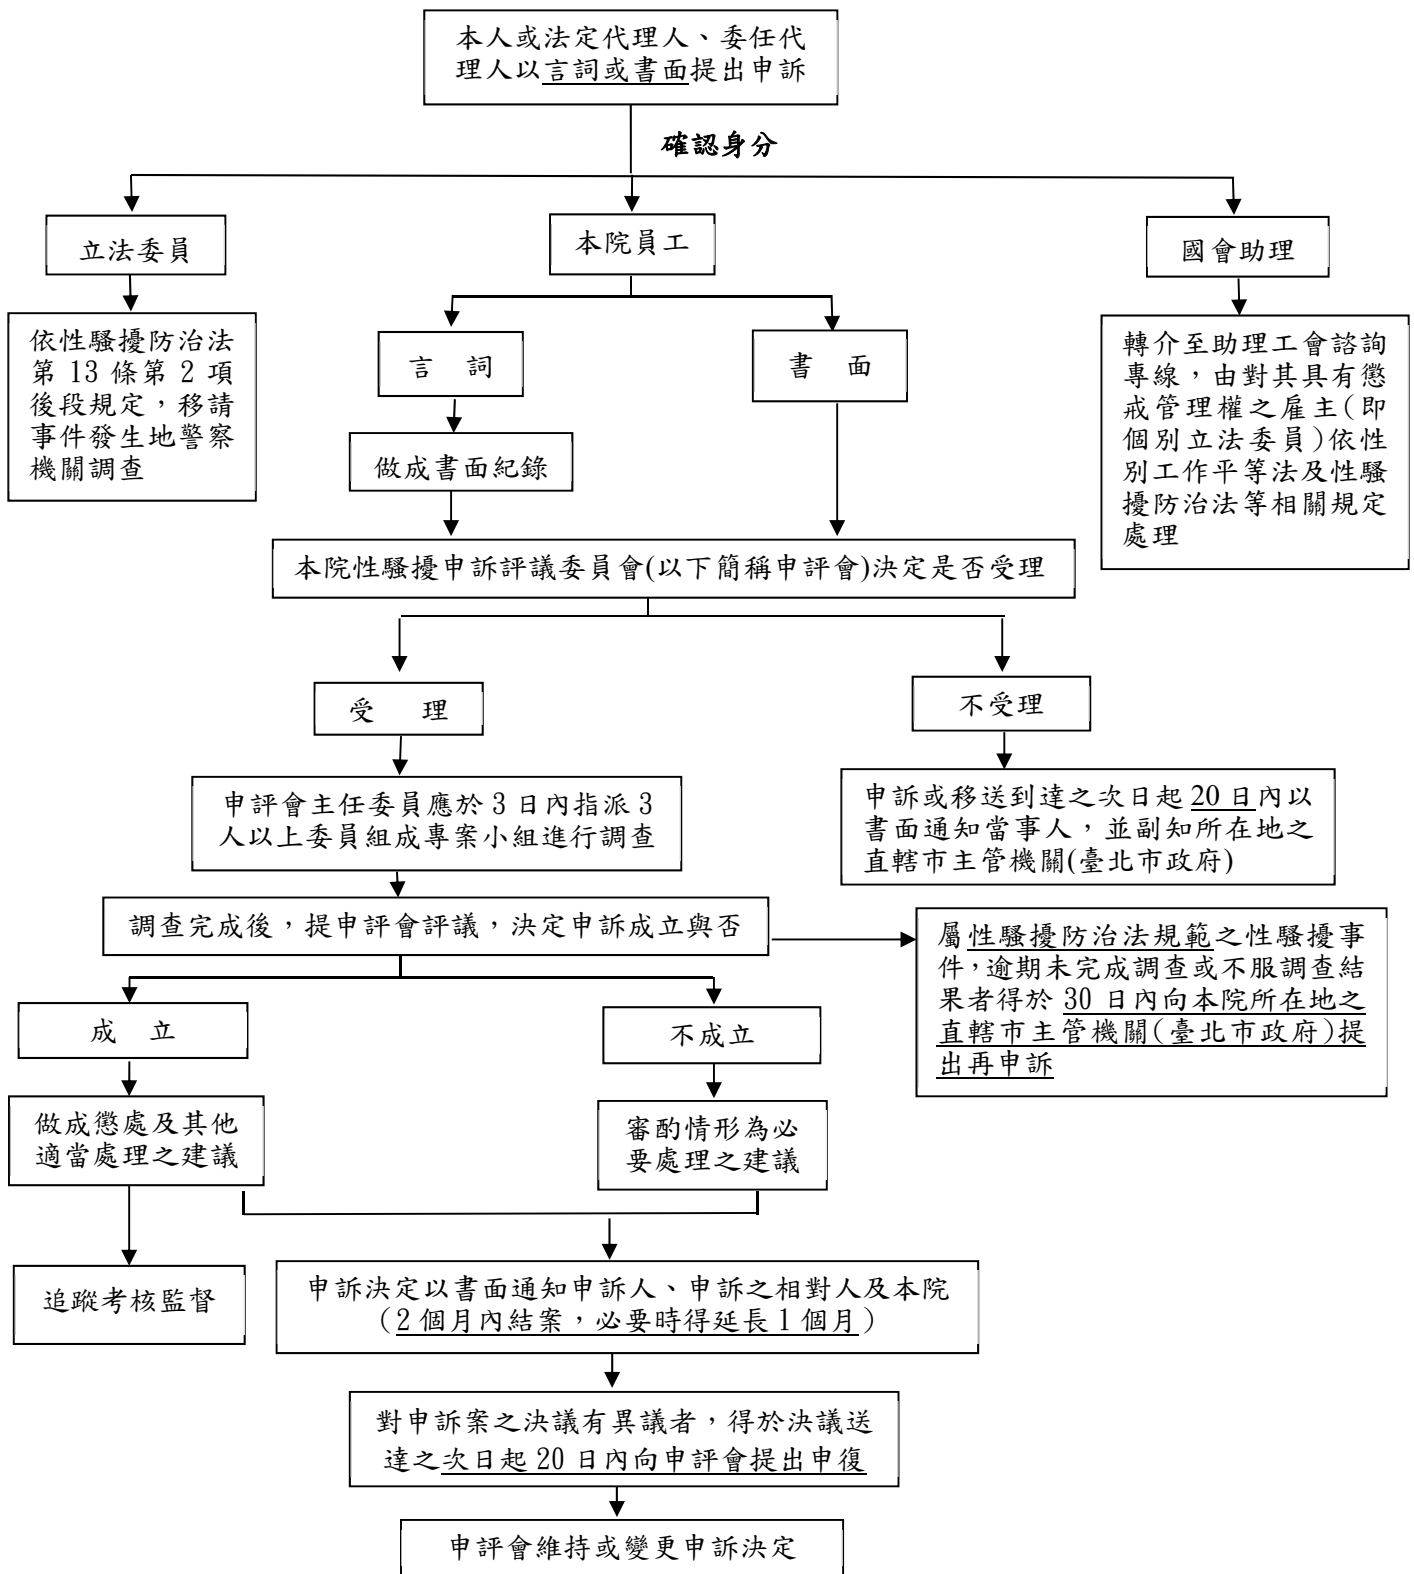 本人或法定代理人、委任代
理人以言詞或書面提出申訴
確認身分
立法委員
本院員工
國會助理
依性騷擾防治法
第 13 條第 2 項
後段規定，移請
事件發生地警察
機關調查
言 詞
書 面
轉介至助理工會諮詢
專線，由對其具有懲
戒管理權之雇主(即
個別立法委員)依性
別工作平等法及性騷
擾防治法等相關規定
處理
做成書面紀錄
本院性騷擾申訴評議委員會(以下簡稱申評會)決定是否受理
受 理
不受理
申評會主任委員應於 3 日內指派 3
人以上委員組成專案小組進行調查
申訴或移送到達之次日起 20 日內以
書面通知當事人，並副知所在地之
直轄市主管機關(臺北市政府)
調查完成後，提申評會評議，決定申訴成立與否
屬性騷擾防治法規範之性騷擾事
件，逾期未完成調查或不服調查結
果者得於 30 日內向本院所在地之
直轄市主管機關(臺北市政府)提
出再申訴
成 立
不成立
做成懲處及其他
適當處理之建議
審酌情形為必
要處理之建議
追蹤考核監督
申訴決定以書面通知申訴人、申訴之相對人及本院
（2 個月內結案，必要時得延長 1 個月）
對申訴案之決議有異議者，得於決議送
達之次日起 20 日內向申評會提出申復
申評會維持或變更申訴決定